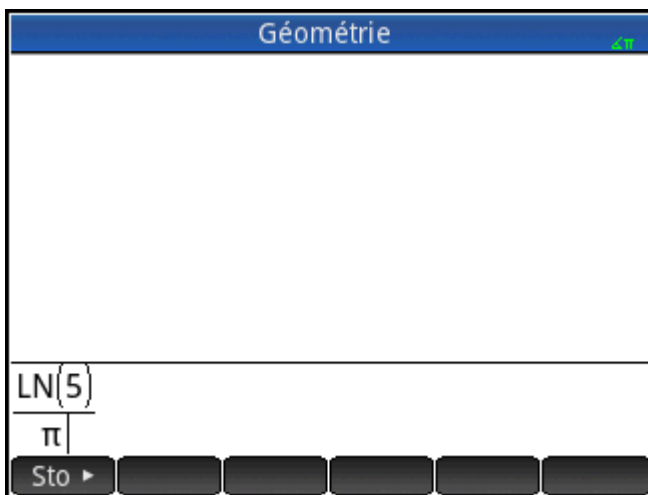 Géométrie
∡π
LN(5)
π
Sto ►